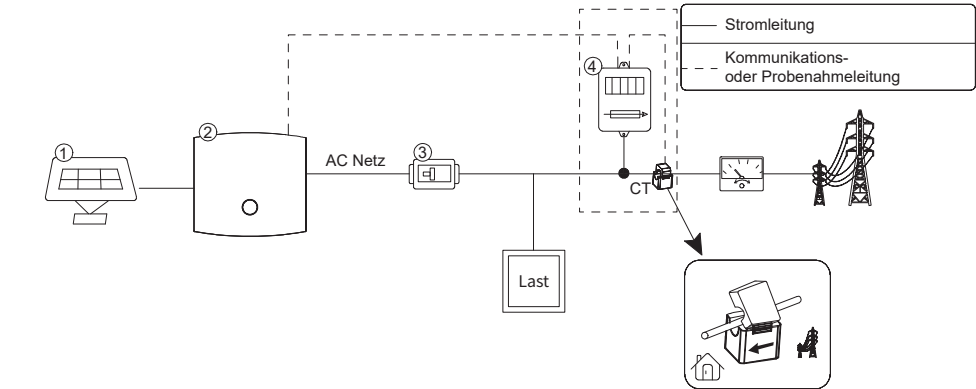 Stromleitung
Kommunikations-
oder Probenahmeleitung
④
①
②
AC Netz
③
CT
Last